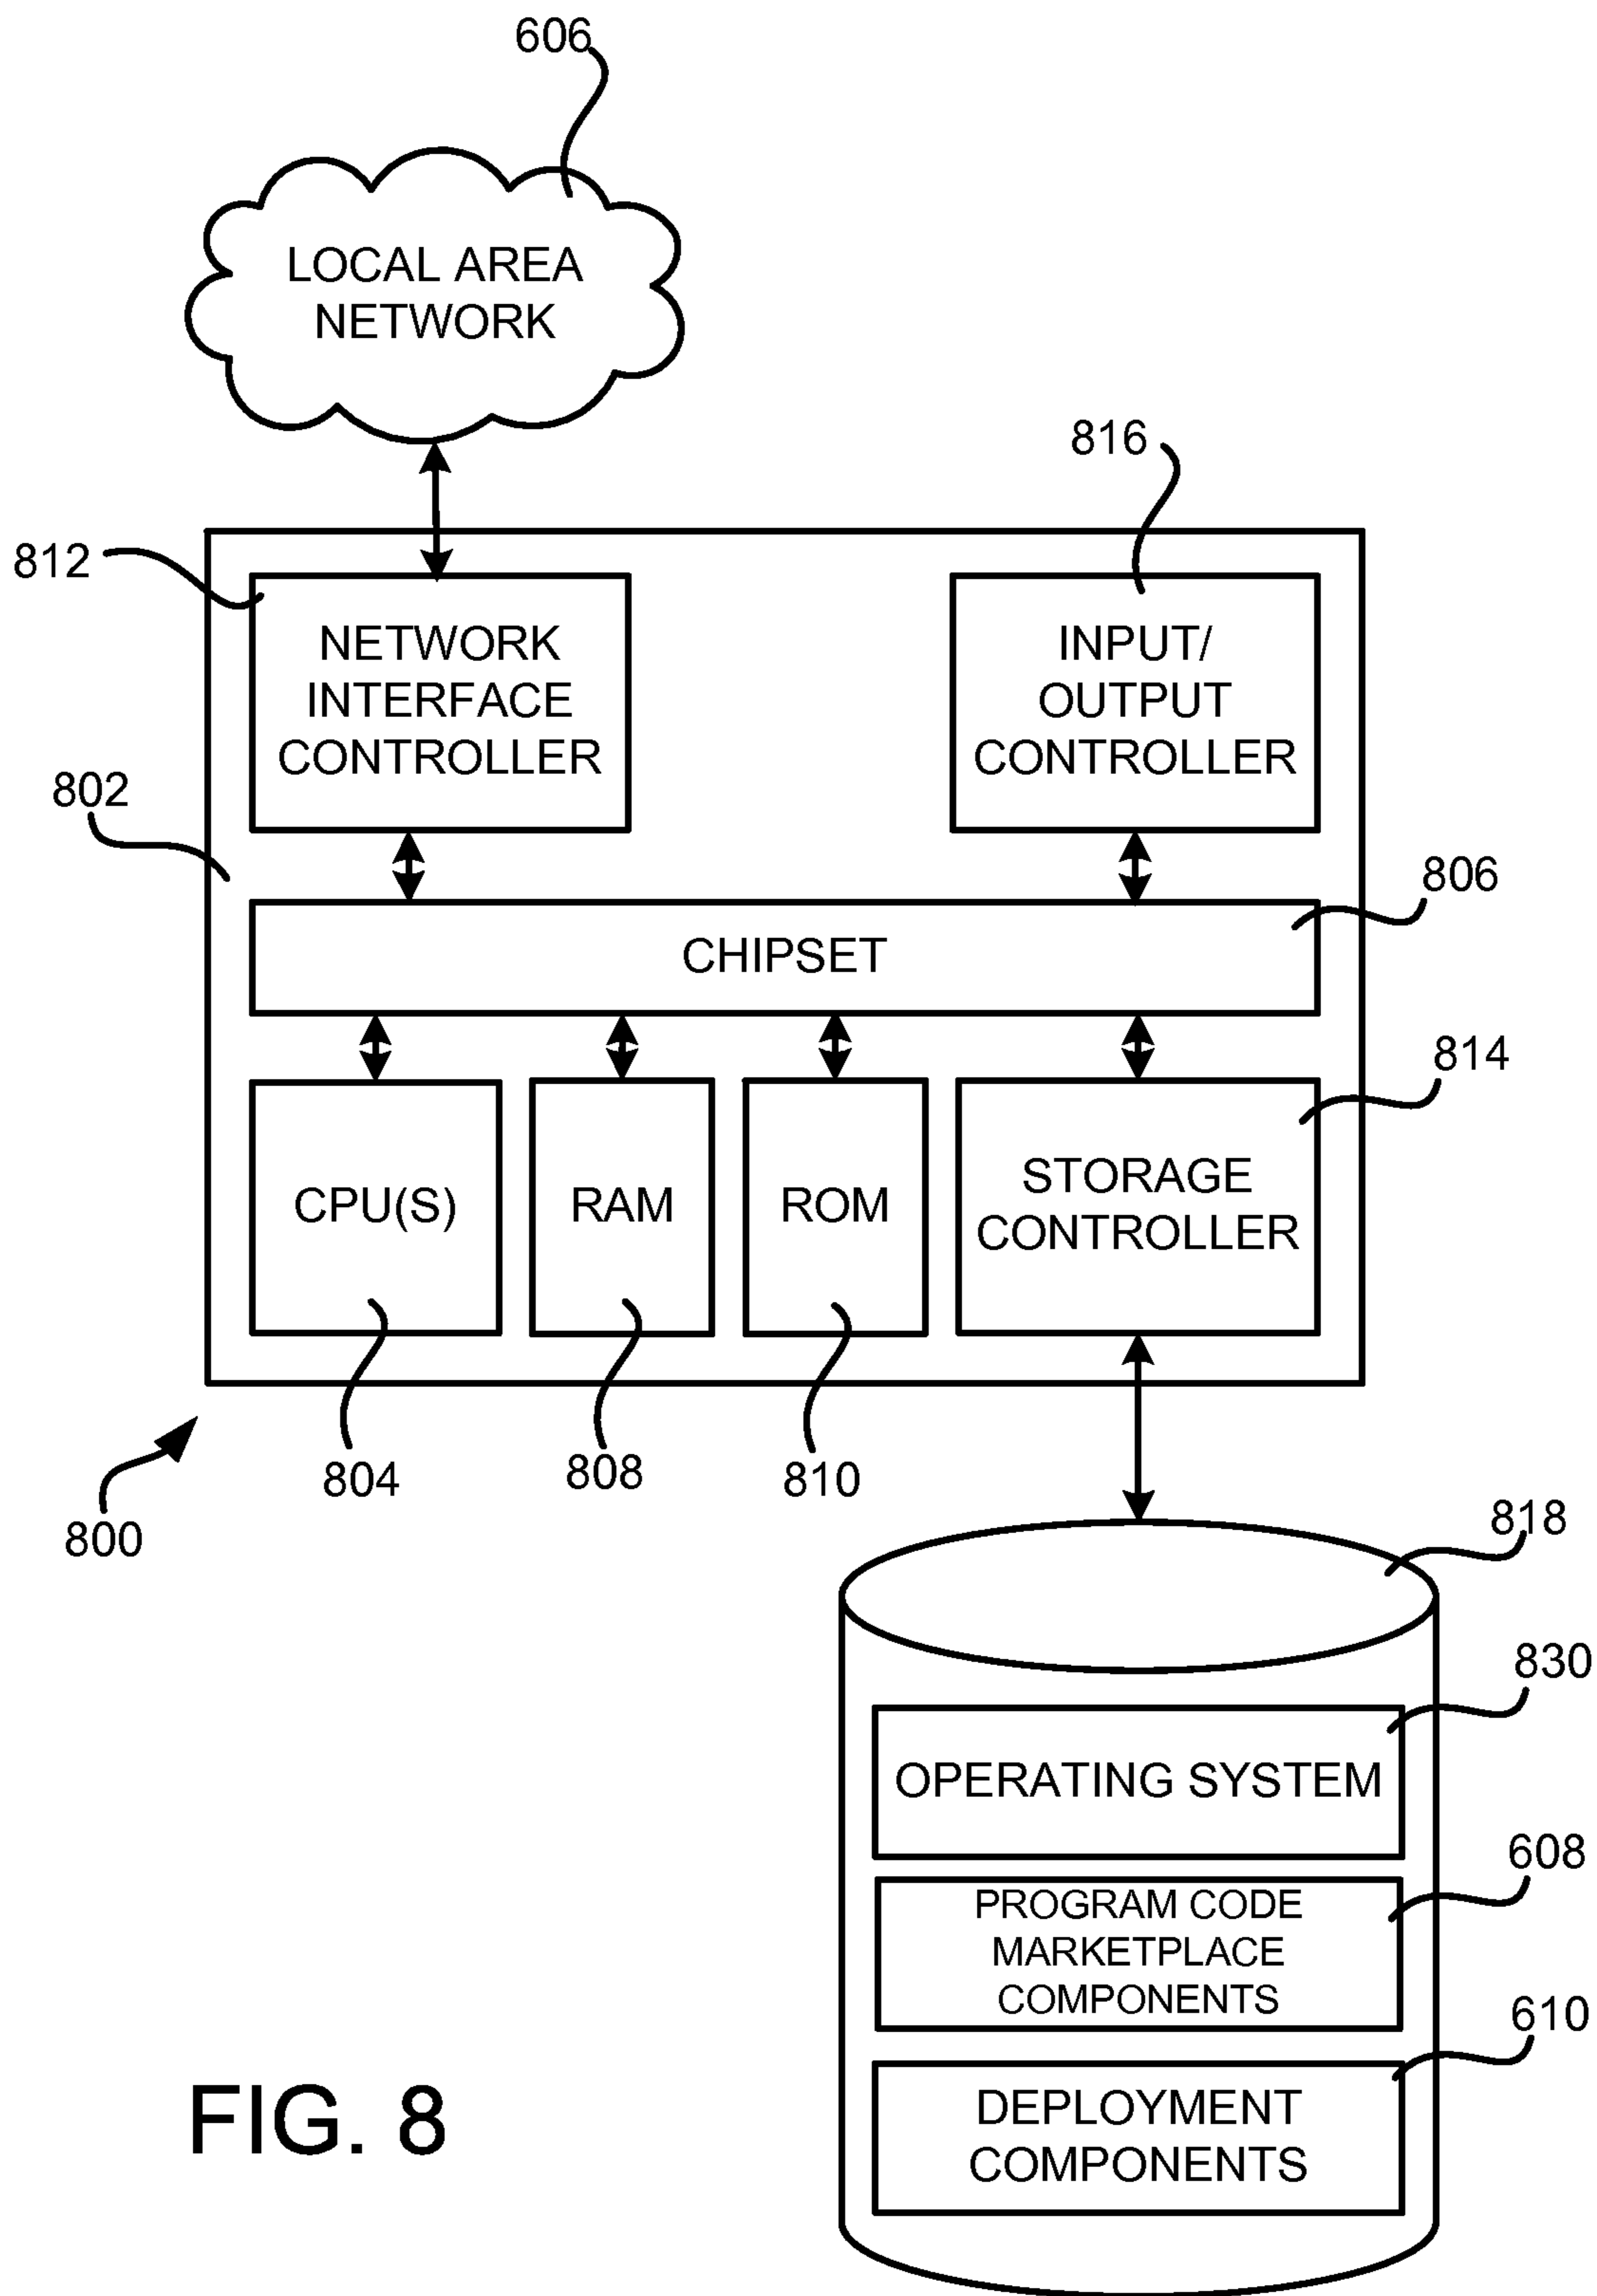 606
LOCAL AREA
NETWORK
816
812
NETWORK
INTERFACE
CONTROLLER
INPUT/
OUTPUT
CONTROLLER
802
806
CHIPSET
814
CPU(S)
RAM
ROM
STORAGE
CONTROLLER
804
808
810
800
818
830
OPERATING SYSTEM
608
PROGRAM CODE
MARKETPLACE
COMPONENTS
610
DEPLOYMENT
COMPONENTS
FIG. 8